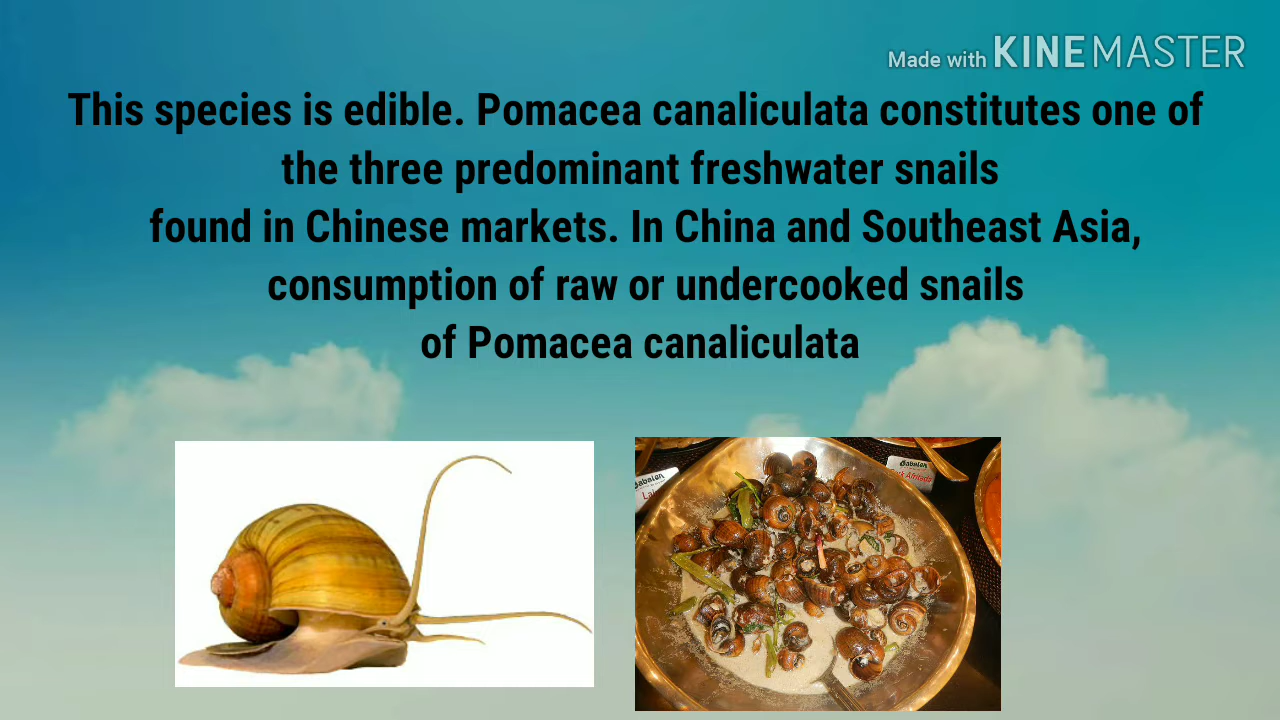 Made with KINEMASTER
This species is edible. Pomacea canaliculata constitutes one of
the three predominant freshwater snails
found in Chinese markets. In China and Southeast Asia,
consumption of raw or undercooked snails
of Pomacea canaliculata